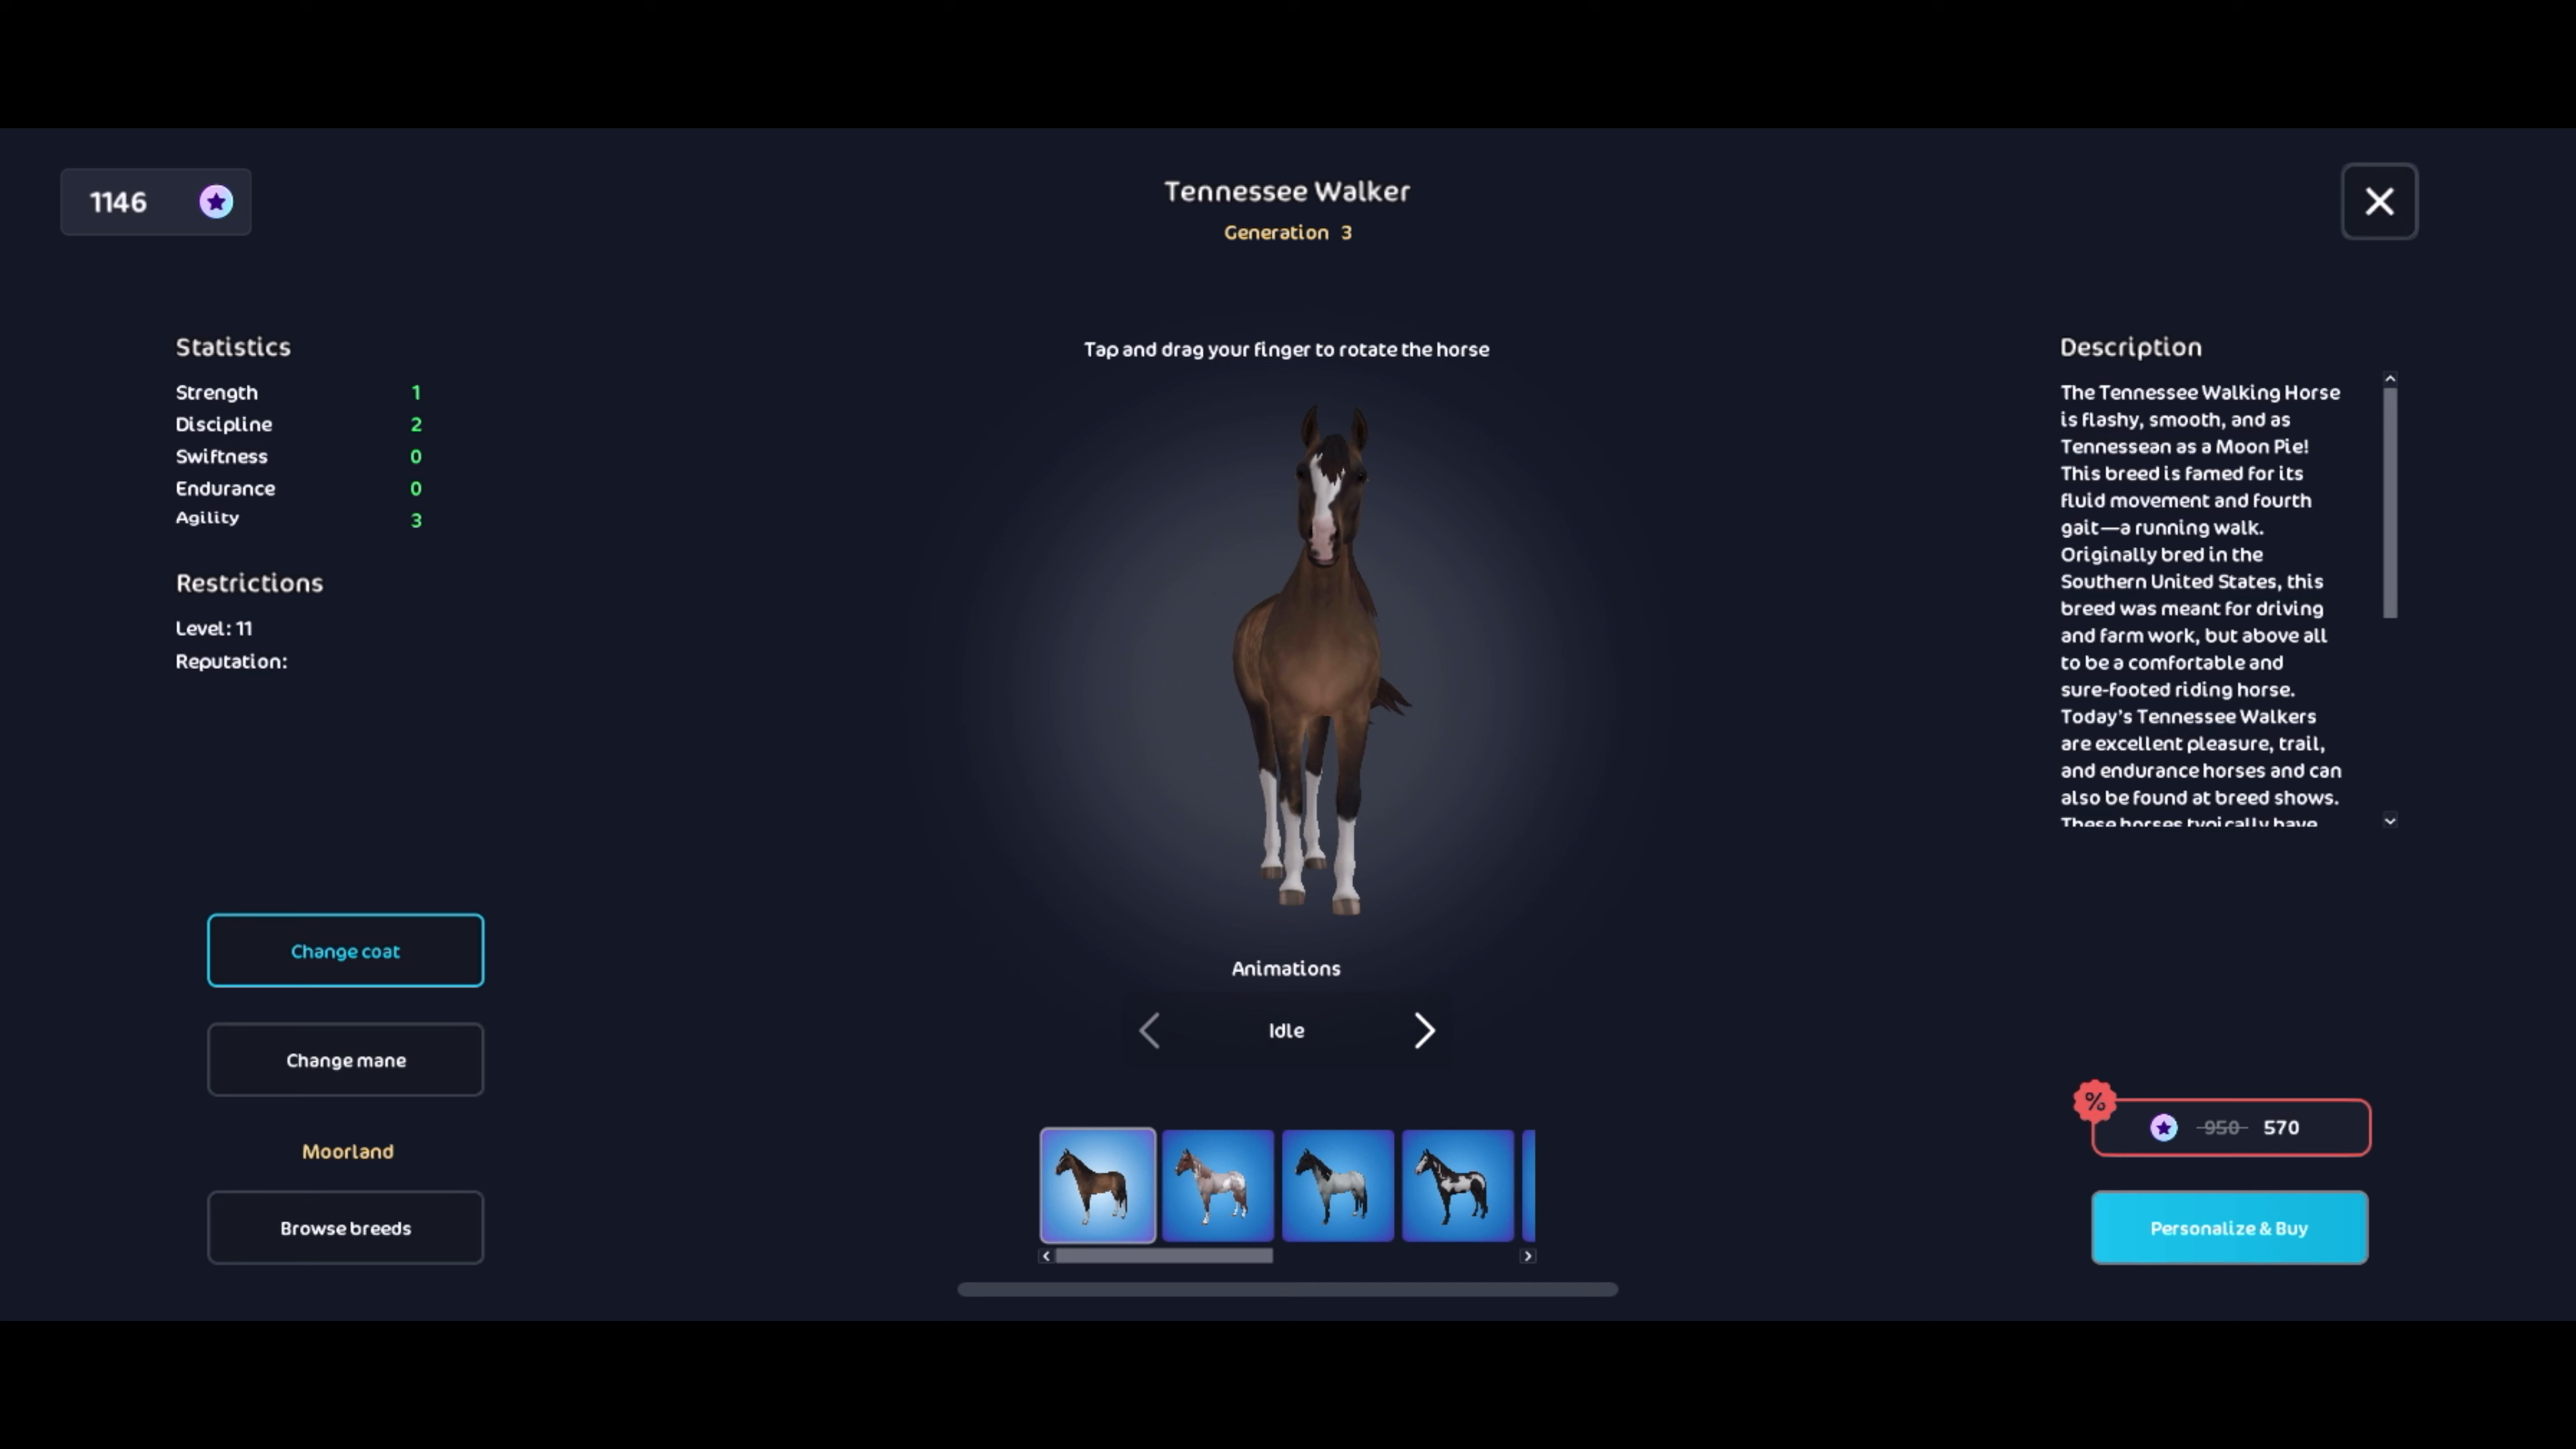 1146
Tennessee Walker
Generation 3
Statistics
Strength 1
Discipline 2
Swiftness 0
Endurance 0
Agility 3
Restrictions
Level: 11
Reputation:
Change coat
Change mane
Moorland
Browse breeds
Tap and drag your finger to rotate the horse
Animations
Idle
Description
The Tennessee Walking Horse
is flashy, smooth, and as
Tennessean as a Moon Pie!
This breed is famed for its
fluid movement and fourth
gait—a running walk.
Originally bred in the
Southern United States, this
breed was meant for driving
and farm work, but above all
to be a comfortable and
sure-footed riding horse.
Today's Tennessee Walkers
are excellent pleasure, trail,
and endurance horses and can
also be found at breed shows.
These horses typically have
%
950 570
Personalize & Buy